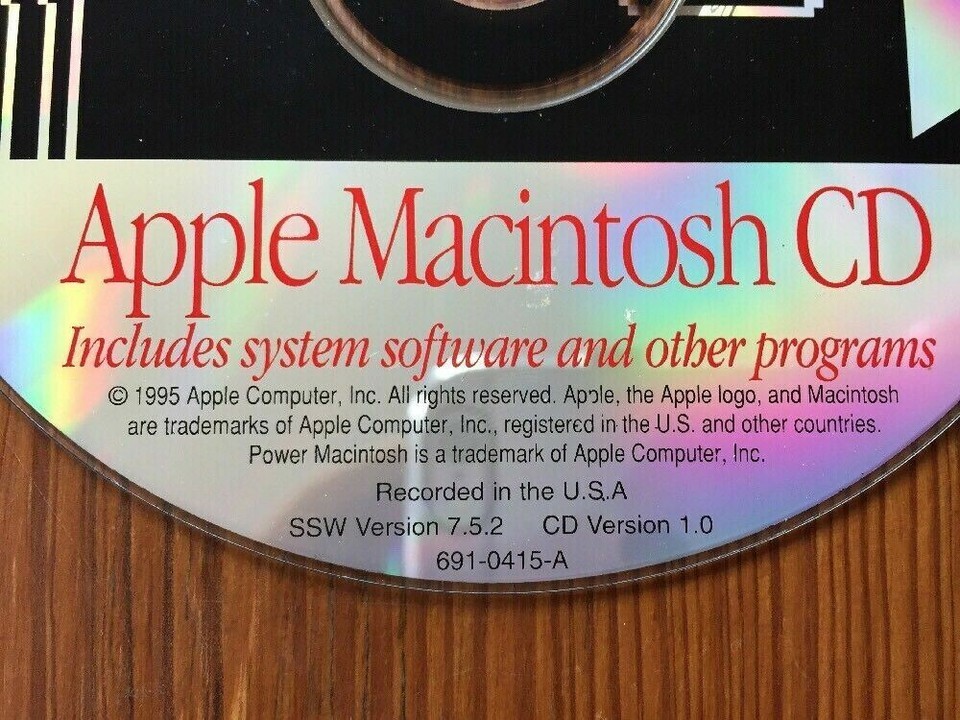 Apple Macintosh CD
Includes system software and other programs
© 1995 Apple Computer, Inc. All rights reserved. Apple, the Apple logo, and Macintosh
are trademarks of Apple Computer, Inc., registered in the U.S. and other countries.
Power Macintosh is a trademark of Apple Computer, Inc.
Recorded in the U.S.A
SSW Version 7.5.2 CD Version 1.0
691-0415-A